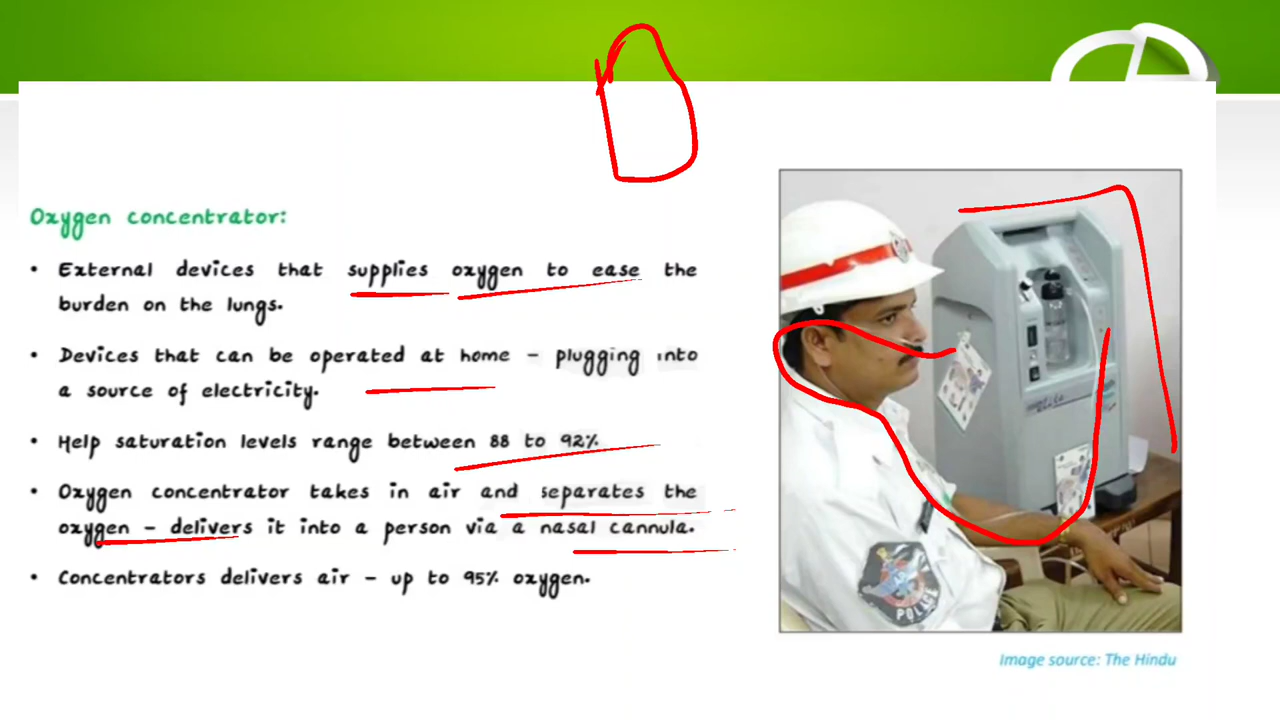 Oxygen concentrator:
• External devices that supplies oxygen to ease the
burden on the lungs.
• Devices that can be operated at home – plugging into
a source of electricity.
• Help saturation levels range between 88 to 92%
• Oxygen concentrator takes in air and separates the
oxygen – delivers it into a person via a nasal cannula.
• Concentrators delivers air – up to 95% oxygen.
POLICE
Image source: The Hindu